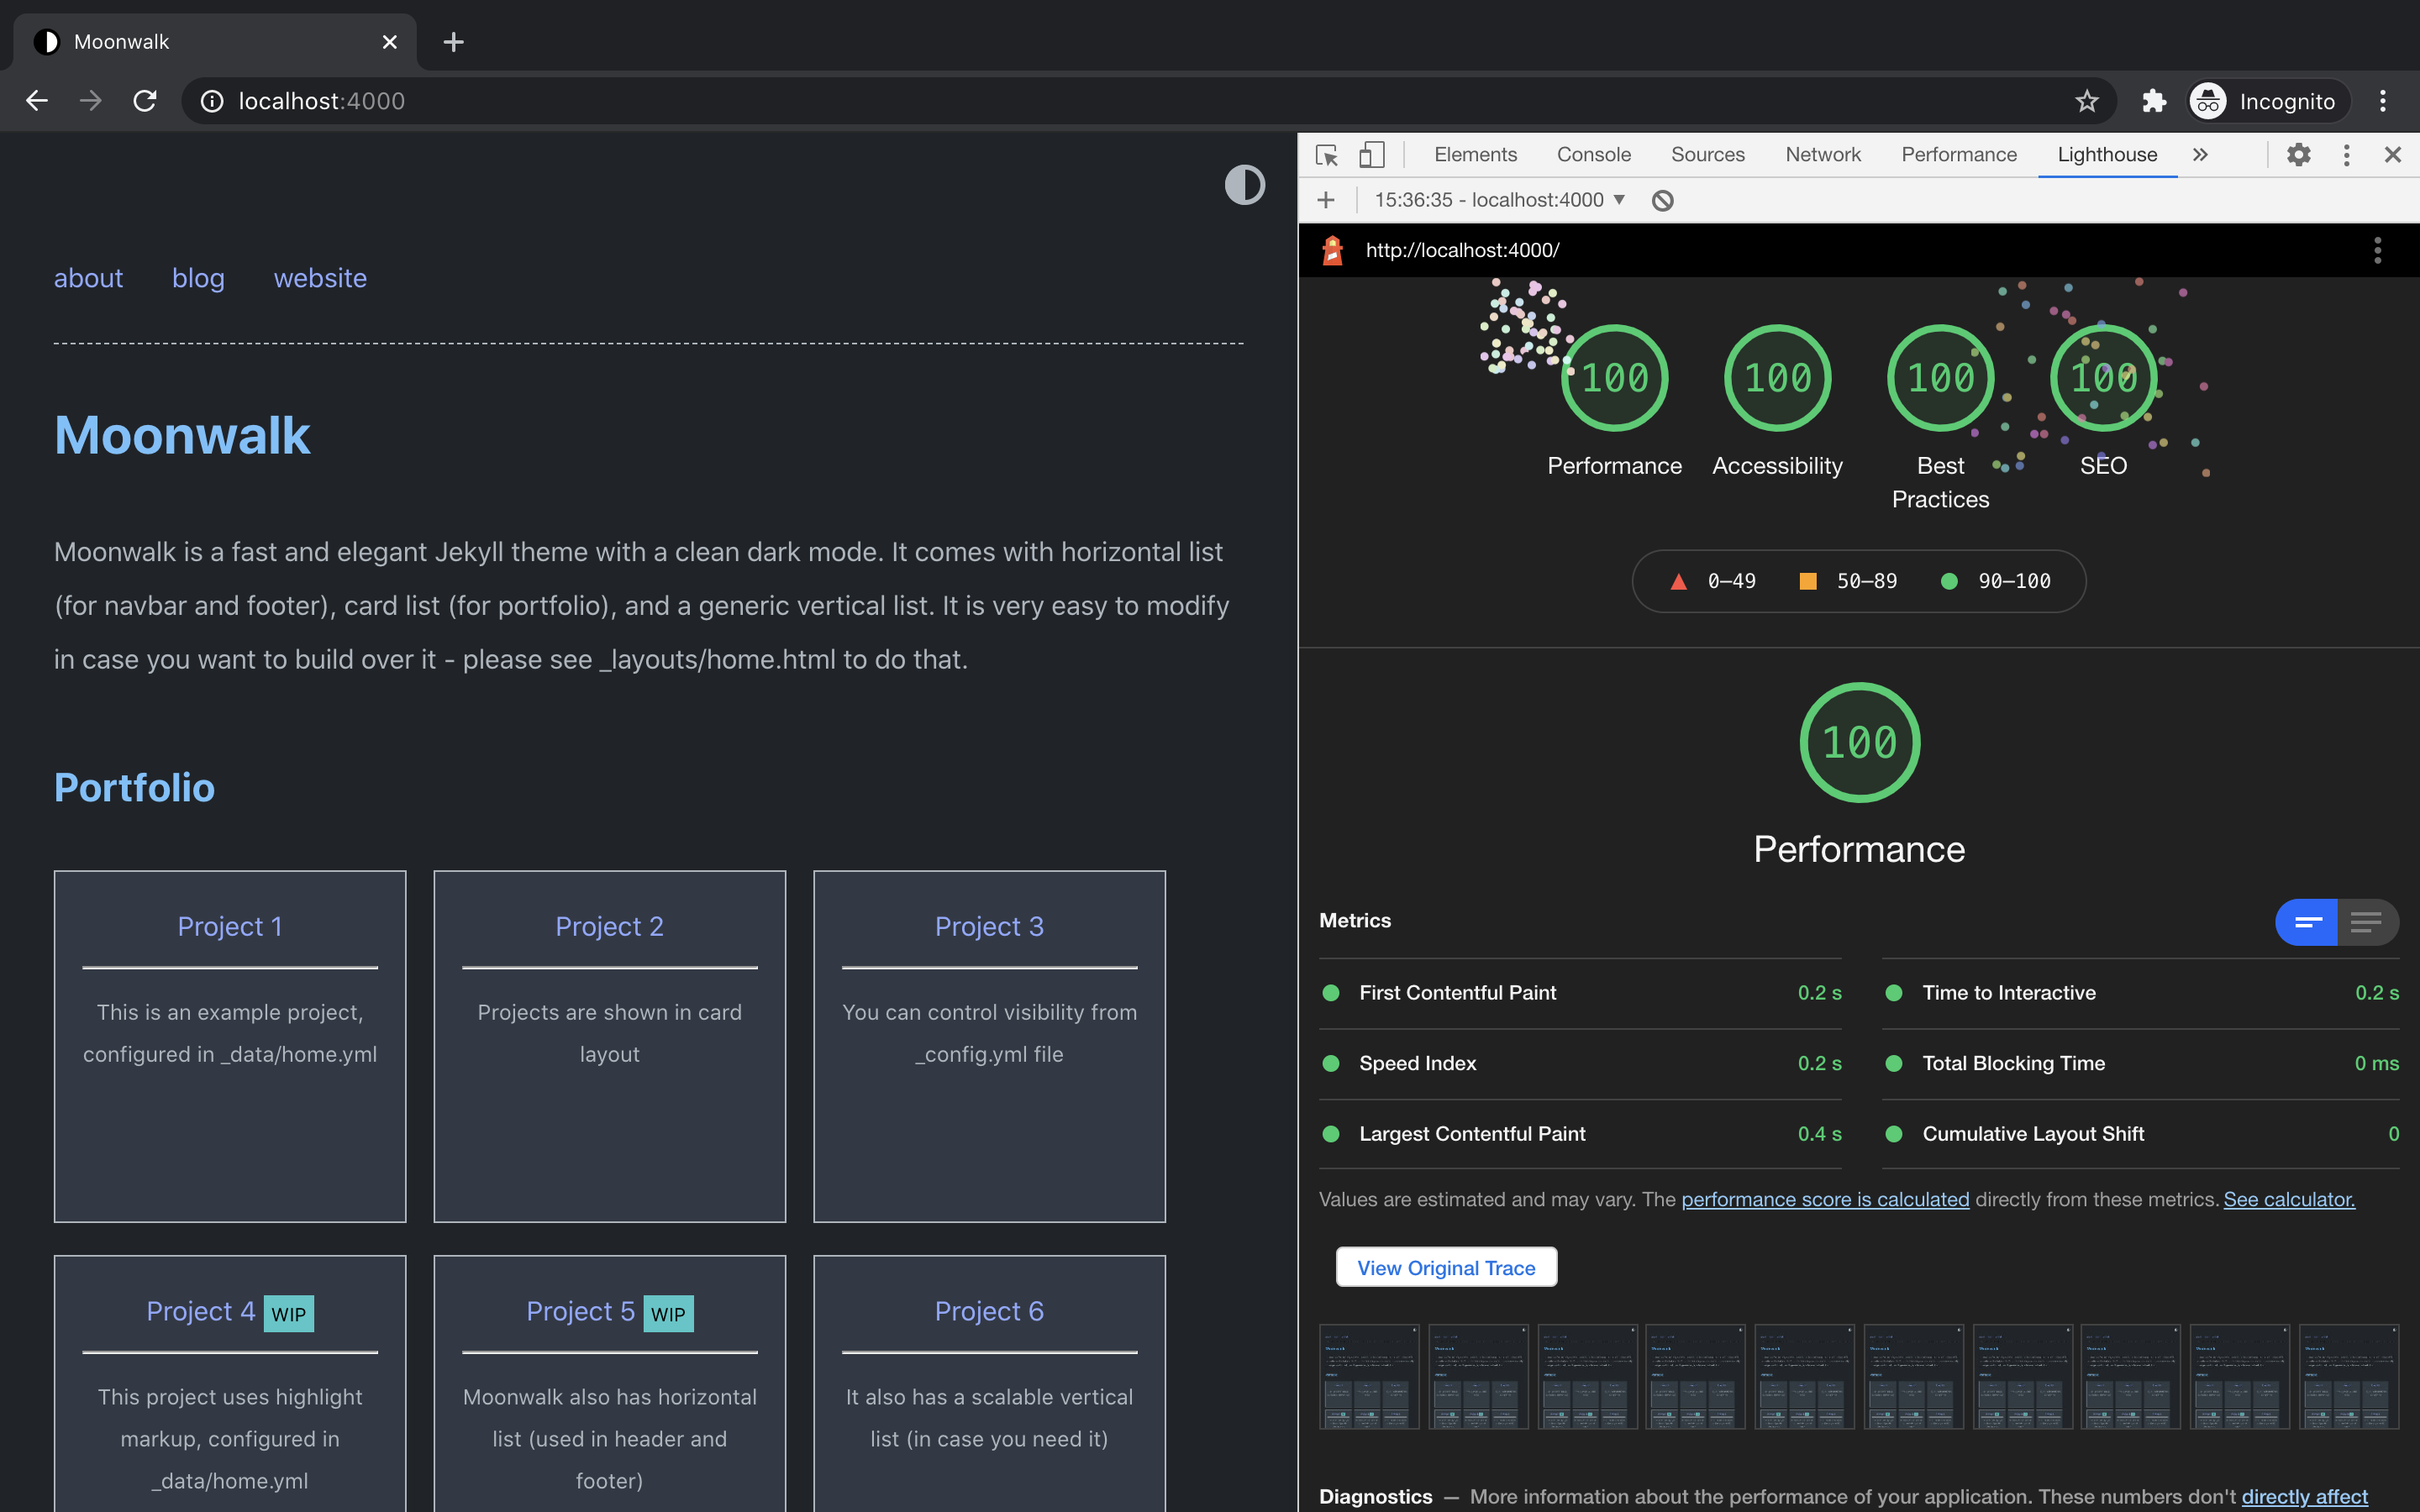 Moonwalk
localhost:4000
Incognito
about blog website
Moonwalk
Moonwalk is a fast and elegant Jekyll theme with a clean dark mode. It comes with horizontal list
(for navbar and footer), card list (for portfolio), and a generic vertical list. It is very easy to modify
in case you want to build over it - please see _layouts/home.html to do that.
Portfolio
Project 1
This is an example project,
configured in _data/home.yml
Project 2
Projects are shown in card
layout
Project 3
You can control visibility from
_config.yml file
Project 4 WIP
This project uses highlight
markup, configured in
_data/home.yml
Project 5 WIP
Moonwalk also has horizontal
list (used in header and
footer)
Project 6
It also has a scalable vertical
list (in case you need it)
Elements Console Sources Network Performance Lighthouse
15:36:35 - localhost:4000
http://localhost:4000/
100 100 100 100
Performance Accessibility Best SEO
Practices
0–49 50–89 90–100
100
Performance
Metrics
First Contentful Paint 0.2 s
Time to Interactive 0.2 s
Speed Index 0.2 s
Total Blocking Time 0 ms
Largest Contentful Paint 0.4 s
Cumulative Layout Shift 0
Values are estimated and may vary. The performance score is calculated directly from these metrics. See calculator.
View Original Trace
Diagnostics — More information about the performance of your application. These numbers don't directly affect